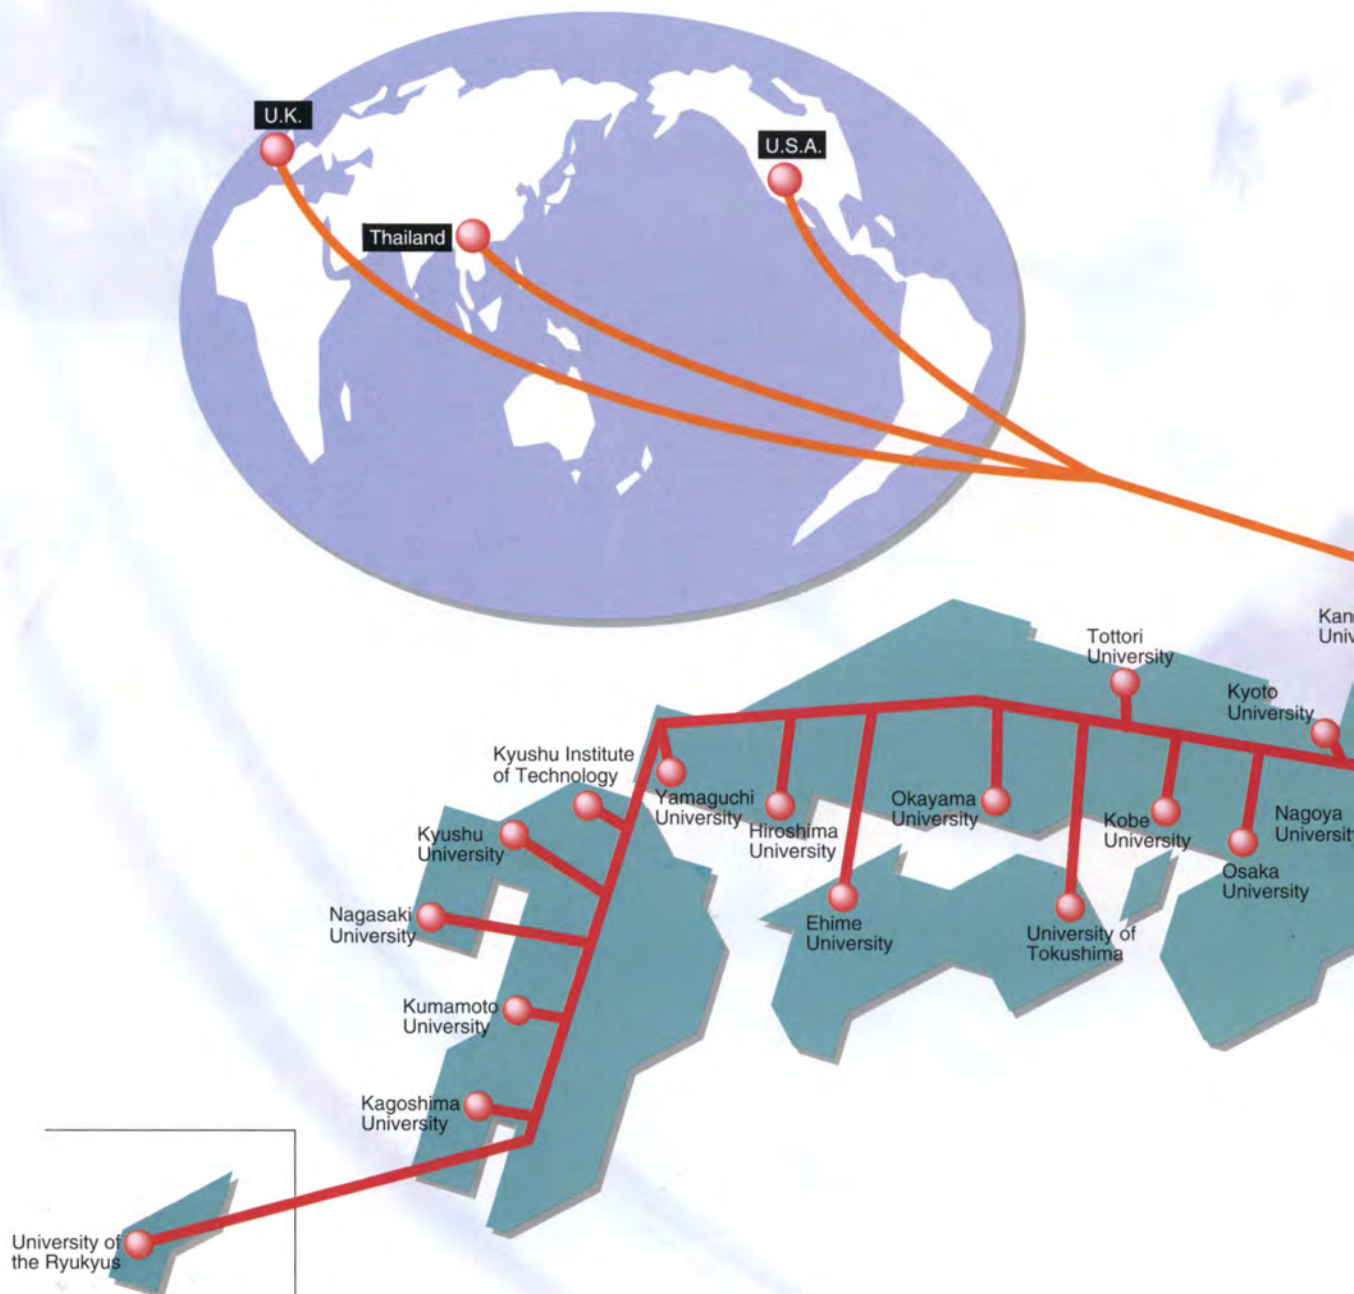 U.K.
U.S.A.
Thailand
Tottori
University
Kyoto
University
Kyushu Institute
of Technology
Yamaguchi
University
Hiroshima
University
Okayama
University
Kobe
University
Nagoya
University
Osaka
University
Kyushu
University
Nagasaki
University
Ehime
University
University of
Tokushima
Kumamoto
University
Kagoshima
University
University of
the Ryukyus